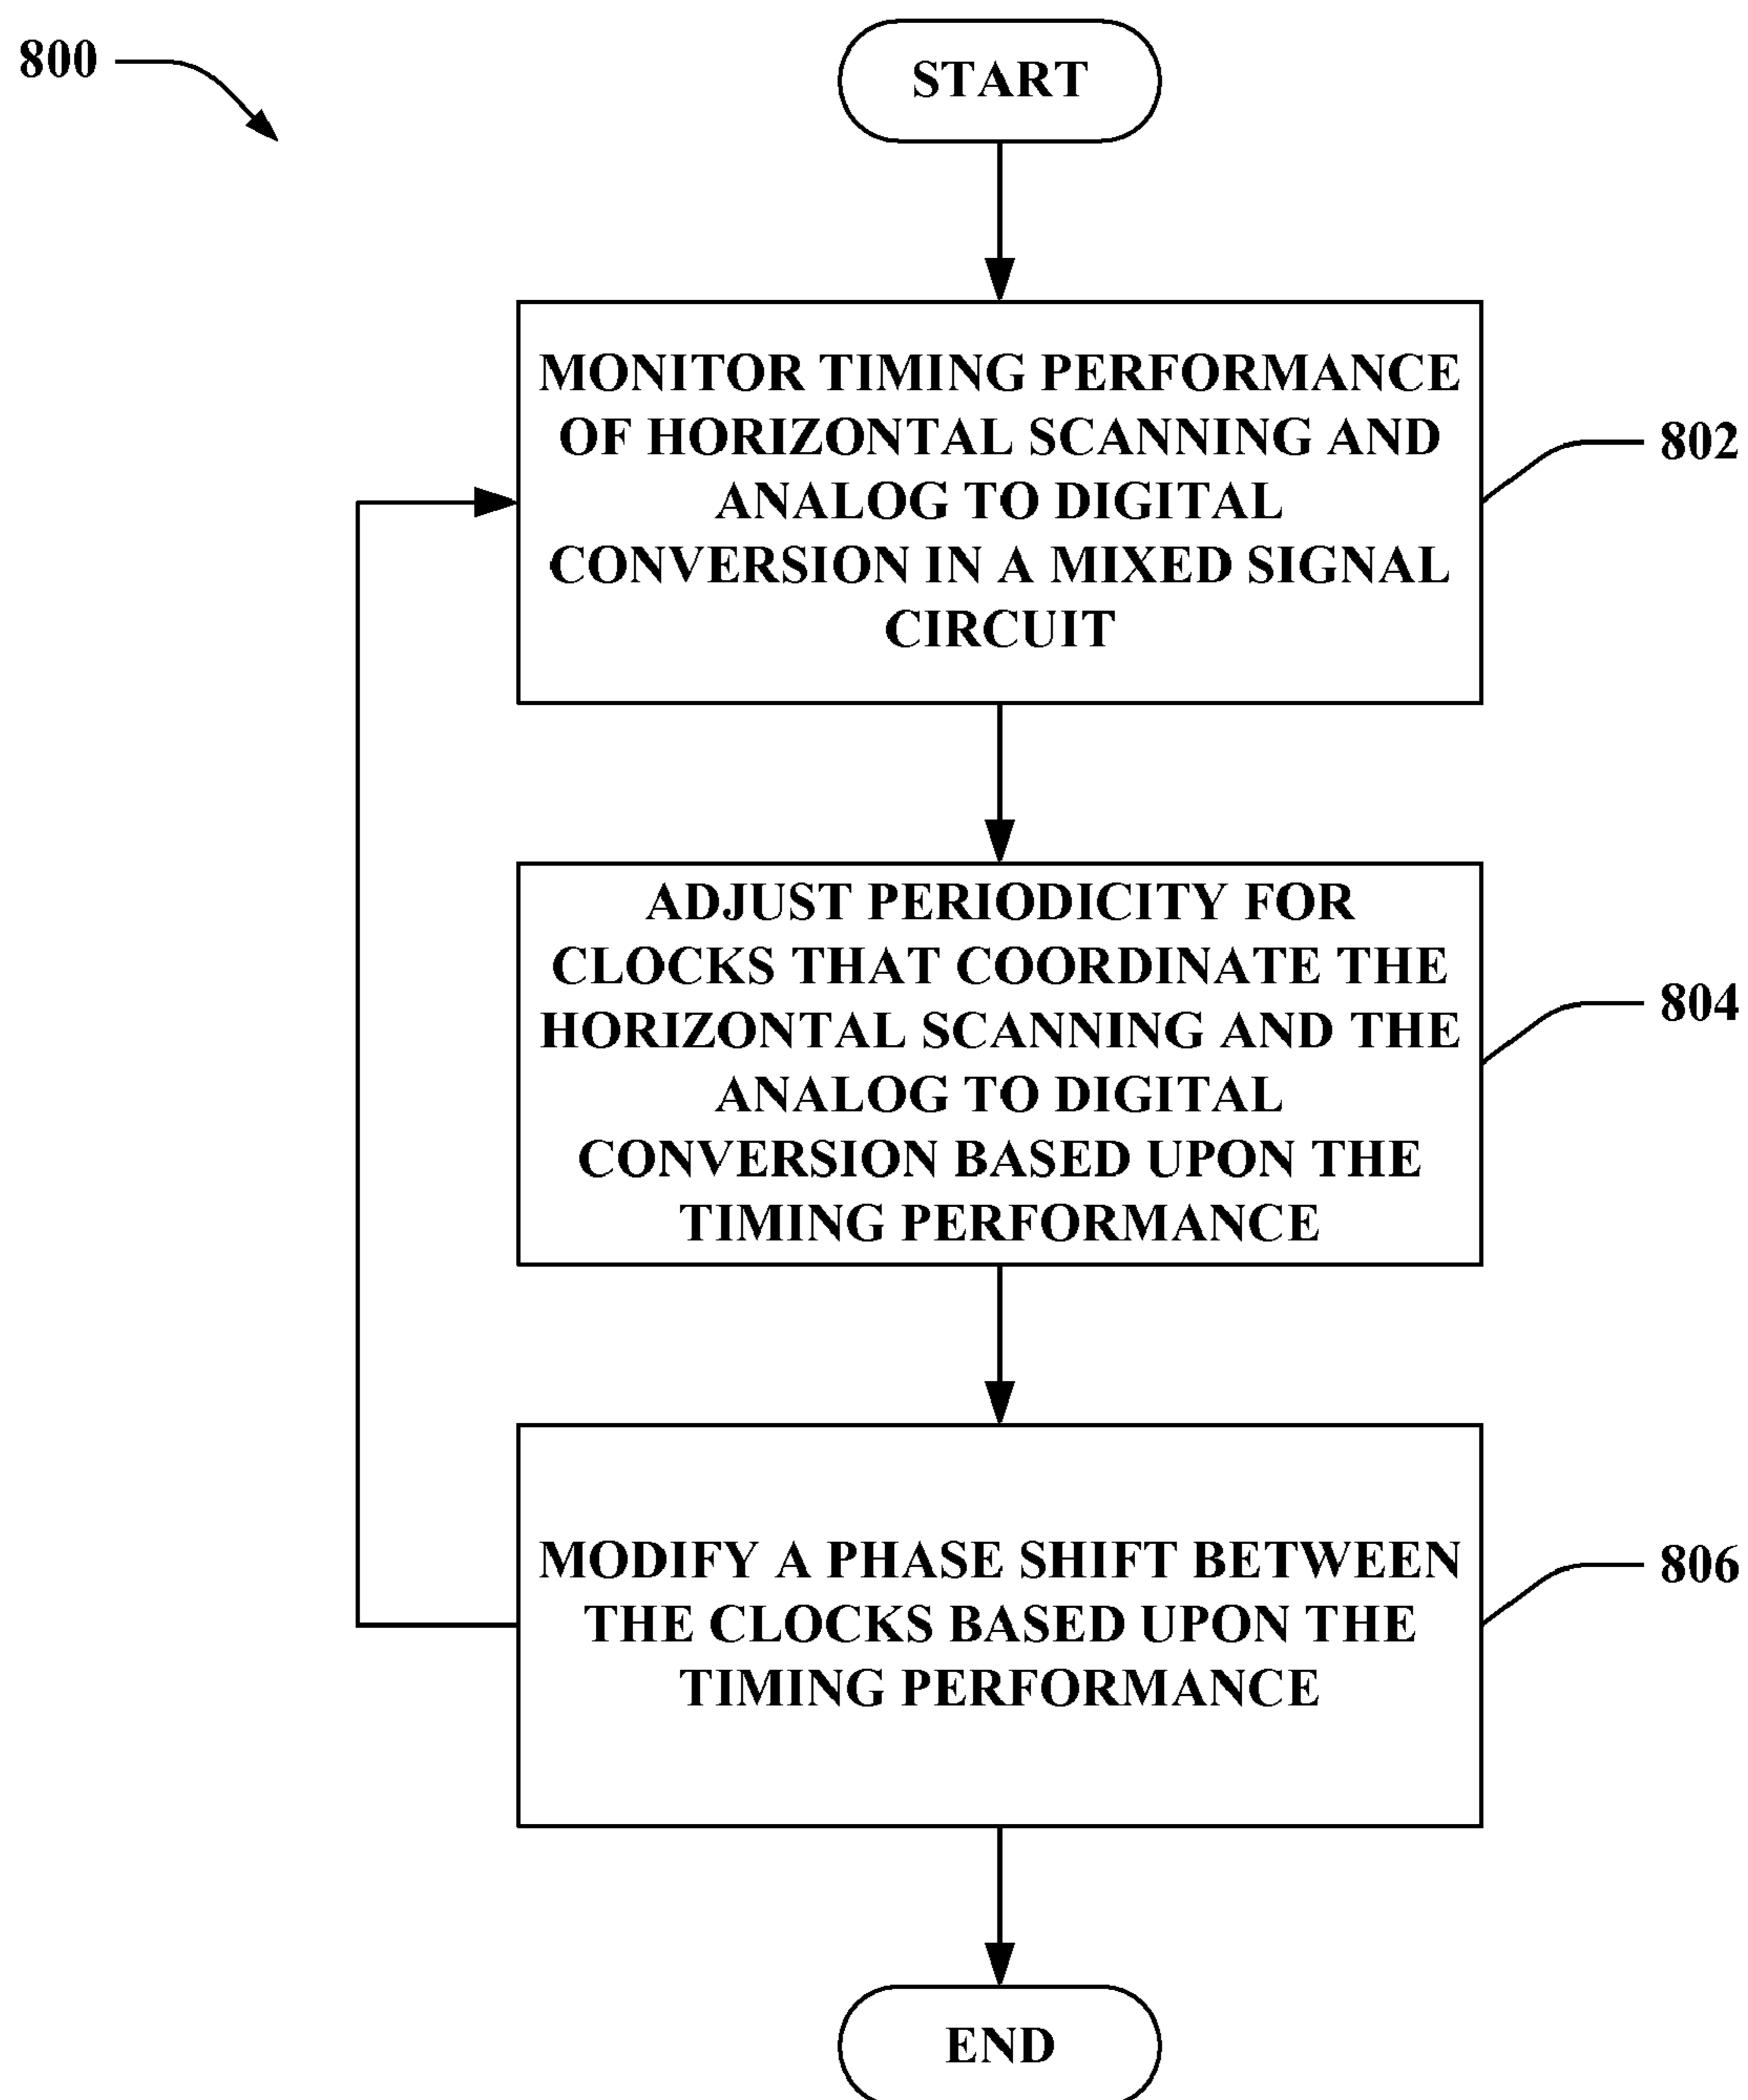 800
START
MONITOR TIMING PERFORMANCE
OF HORIZONTAL SCANNING AND
ANALOG TO DIGITAL
CONVERSION IN A MIXED SIGNAL
CIRCUIT
802
ADJUST PERIODICITY FOR
CLOCKS THAT COORDINATE THE
HORIZONTAL SCANNING AND THE
ANALOG TO DIGITAL
CONVERSION BASED UPON THE
TIMING PERFORMANCE
804
MODIFY A PHASE SHIFT BETWEEN
THE CLOCKS BASED UPON THE
TIMING PERFORMANCE
806
END